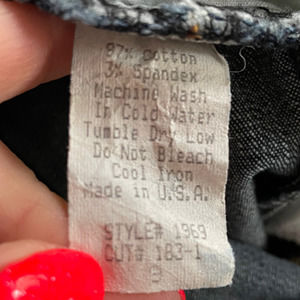 97% Cotton
3% Spandex
Machine Wash
In Cold Water
Tumble Dry Low
Do Not Bleach
Cool Iron
Made in U.S.A.
STYLE# 1969
CUT# 183-1
9